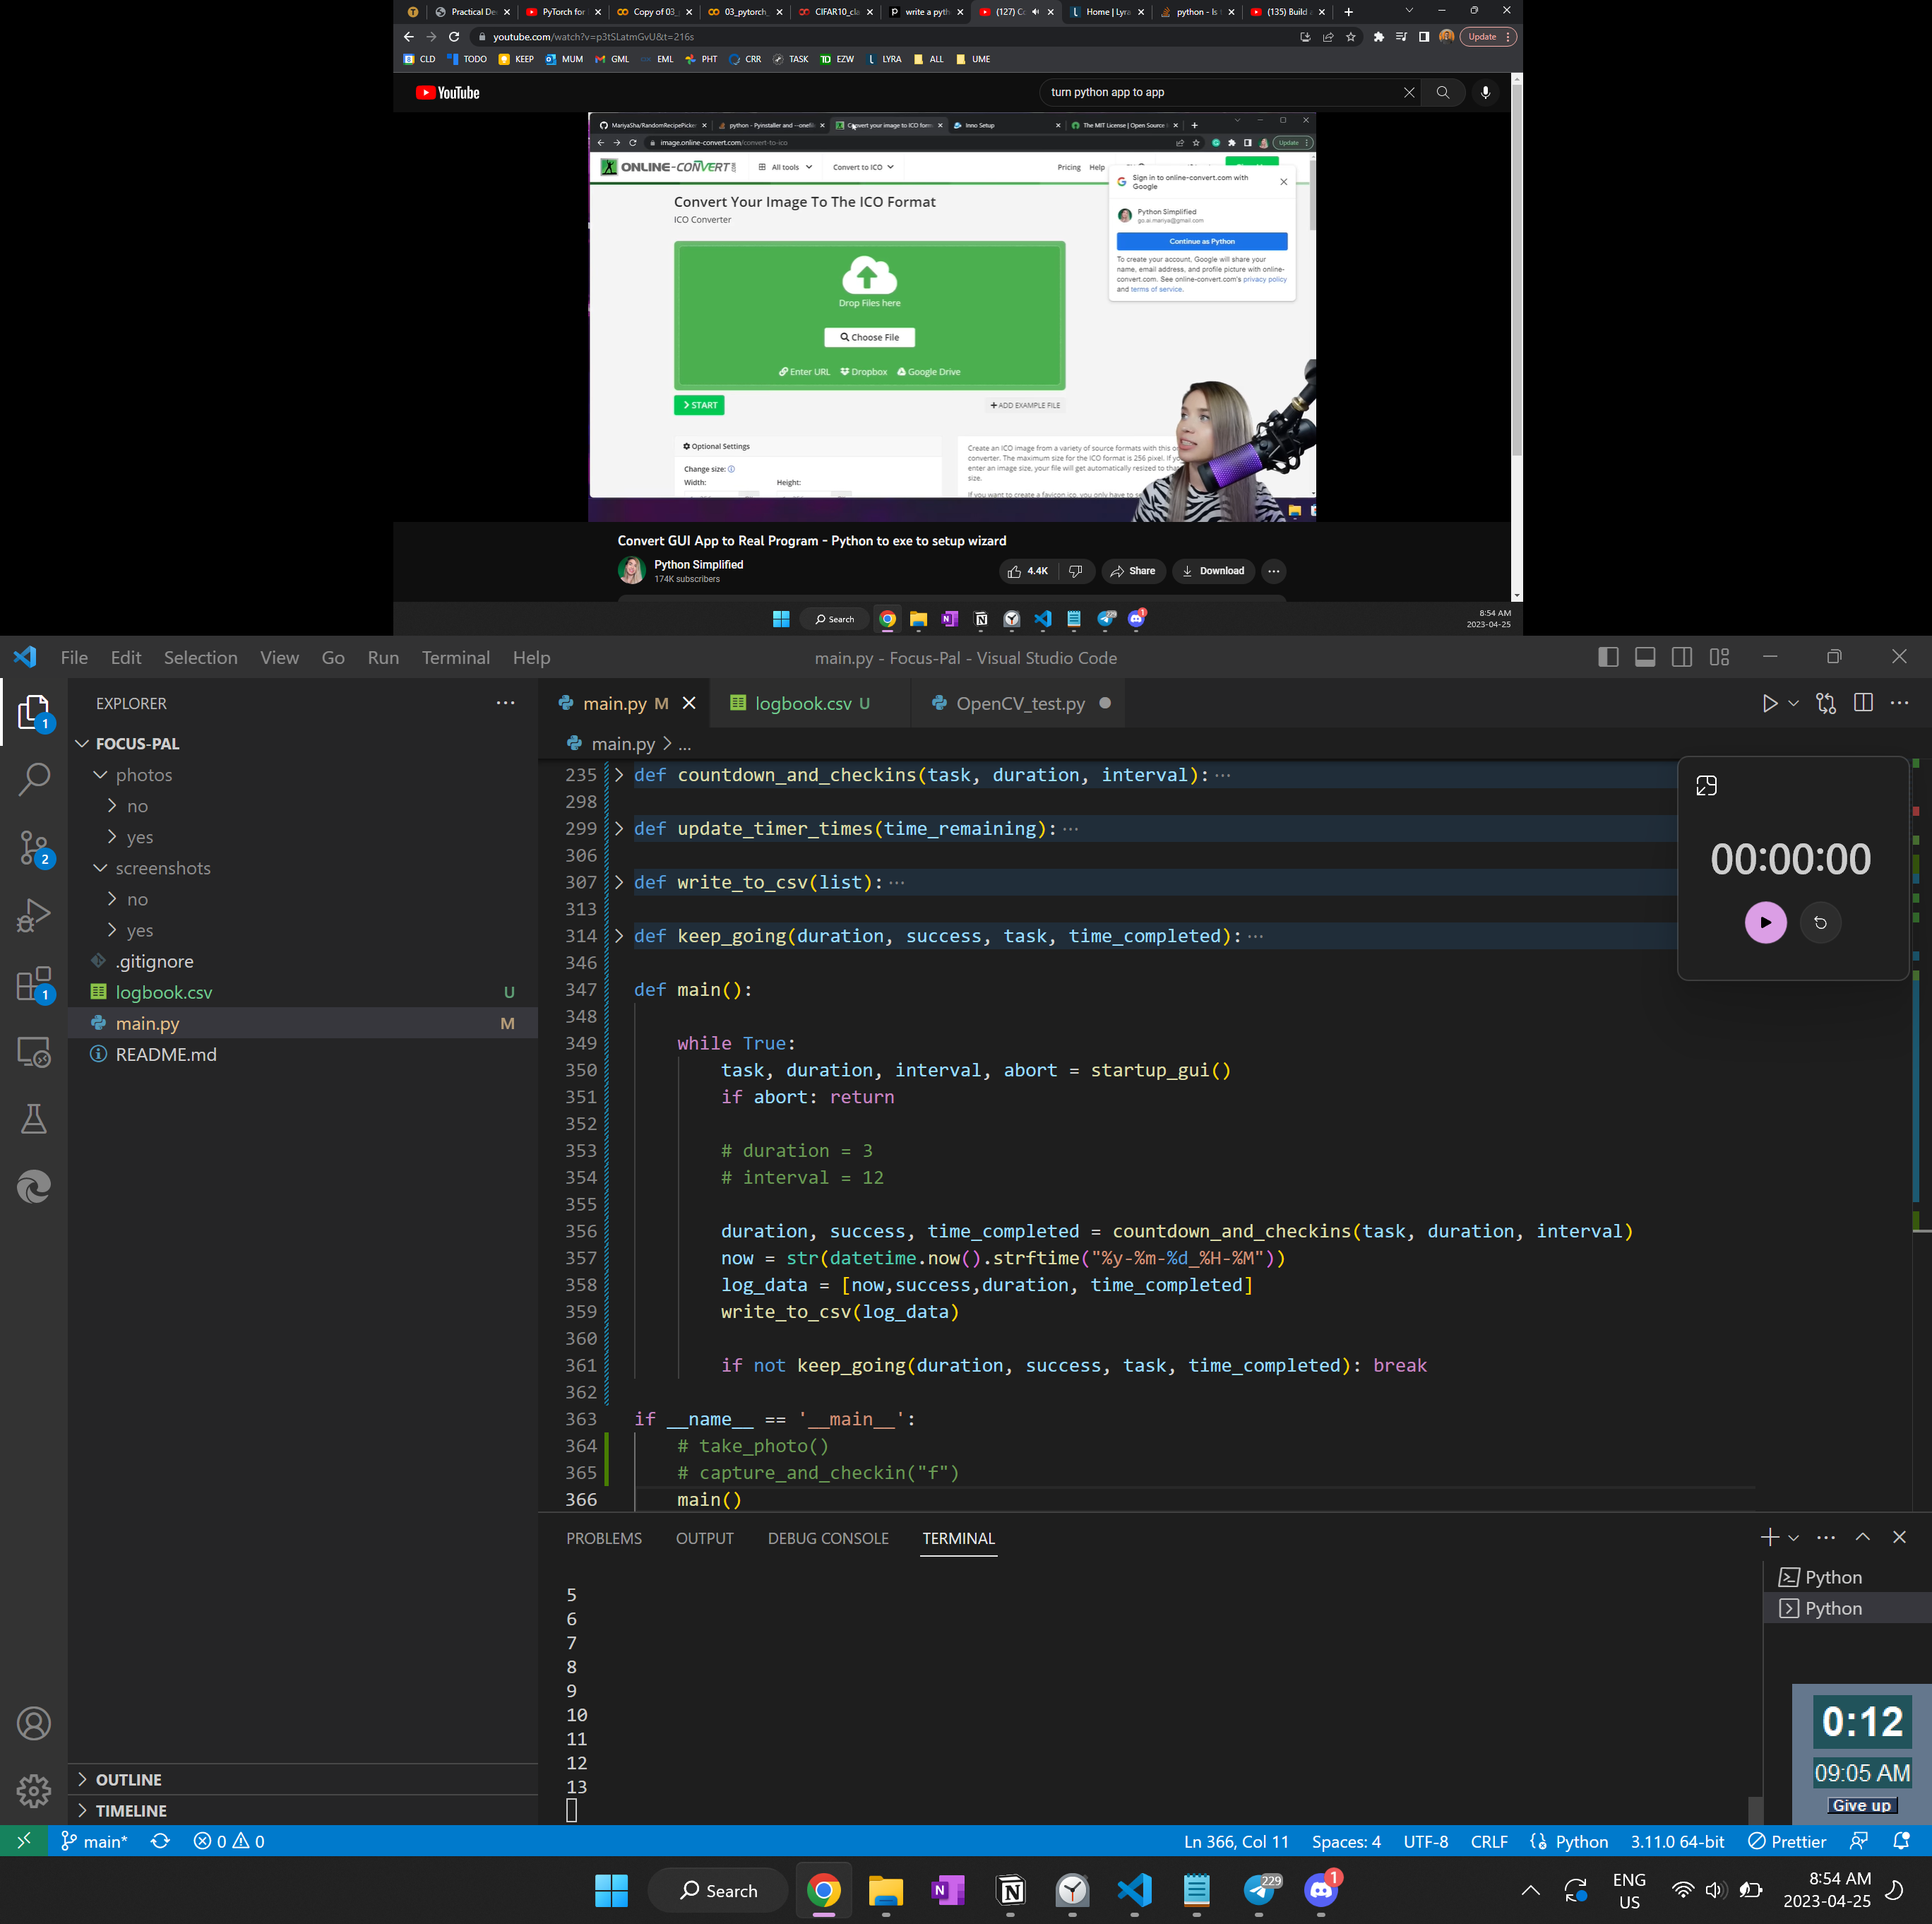 Practical De
PyTorch for
Copy of 03_
03_pytorch_
CIFAR10_cla
write a pyth
(127) Co
Home | Lyra
python - Is
(135) Build
youtube.com/watch?v=p3tSLatmGvU&t=216s
Update
CLD TODO KEEP MUM GML EML PHT CRR TASK EZW LYRA ALL UME
YouTube
turn python app to app
MariyaSha/RandomRecipePicker
python - Pyinstaller and --onefile
Convert your image to ICO form
Inno Setup
The MIT License | Open Source
image.online-convert.com/convert-to-ico
Update
ONLINE-CONVERT
All tools
Convert to ICO
Pricing Help
Sign in to online-convert.com with
Google
Python Simplified
go.ai.mariya@gmail.com
Continue as Python
To create your account, Google will share your
name, email address, and profile picture with online-
convert.com. See online-convert.com's privacy policy
and terms of service.
Convert Your Image To The ICO Format
ICO Converter
Drop Files here
Choose File
Enter URL Dropbox Google Drive
START
ADD EXAMPLE FILE
Optional Settings
Change size:
Width: Height:
Create an ICO image from a variety of source formats with this
converter. The maximum size for the ICO format is 256 pixel. If
enter an image size, your file will get automatically resized to
size.
If you want to create a favicon.ico, you only have to
Convert GUI App to Real Program - Python to exe to setup wizard
Python Simplified
174K subscribers
4.4K
Share
Download
Search
229
1
8:54 AM
2023-04-25
File Edit Selection View Go Run Terminal Help
main.py - Focus-Pal - Visual Studio Code
EXPLORER
FOCUS-PAL
photos
no
yes
screenshots
no
yes
.gitignore
logbook.csv U
main.py M
README.md
OUTLINE
TIMELINE
1
2
1
main.py M
logbook.csv U
OpenCV_test.py
main.py > ...
235 def countdown_and_checkins(task, duration, interval):···
298
299 def update_timer_times(time_remaining):···
306
307 def write_to_csv(list):···
313
314 def keep_going(duration, success, task, time_completed):···
346
347 def main():
348
349 while True:
350 task, duration, interval, abort = startup_gui()
351 if abort: return
352
353 # duration = 3
354 # interval = 12
355
356 duration, success, time_completed = countdown_and_checkins(task, duration, interval)
357 now = str(datetime.now().strftime("%y-%m-%d_%H-%M"))
358 log_data = [now,success,duration, time_completed]
359 write_to_csv(log_data)
360
361 if not keep_going(duration, success, task, time_completed): break
362
363 if __name__ == '__main__':
364 # take_photo()
365 # capture_and_checkin("f")
366 main()
00:00:00
PROBLEMS OUTPUT DEBUG CONSOLE TERMINAL
5
6
7
8
9
10
11
12
13
Python
Python
0:12
09:05 AM
Give up
main* 0 0
Ln 366, Col 11 Spaces: 4 UTF-8 CRLF Python 3.11.0 64-bit Prettier
Search
229
1
ENG
US
8:54 AM
2023-04-25